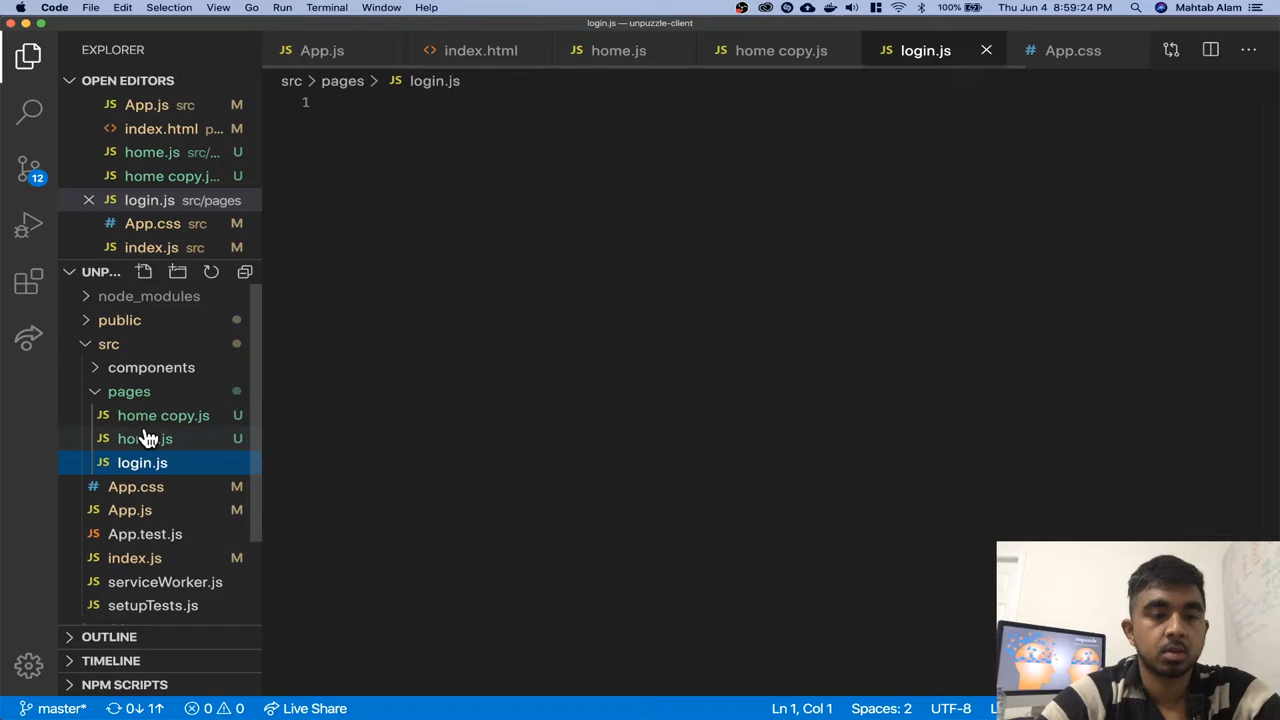 Code File Edit Selection View Go Run Terminal Window Help 100% Thu Jun 4 8:59:24 PM Mahtab Alam
login.js — unpuzzle-client
EXPLORER
App.js index.html home.js home copy.js login.js App.css
OPEN EDITORS
src > pages > login.js
1
App.js src M
index.html p... M
home.js src/... U
home copy.j... U
login.js src/pages
App.css src M
index.js src M
12
UNP...
node_modules
public
src
components
pages
home copy.js U
U
login.js
App.css M
App.js M
App.test.js
index.js M
serviceWorker.js
setupTests.js
OUTLINE
TIMELINE
NPM SCRIPTS
master* 0↓ 1↑ 0 0 Live Share Ln 1, Col 1 Spaces: 2 UTF-8 L